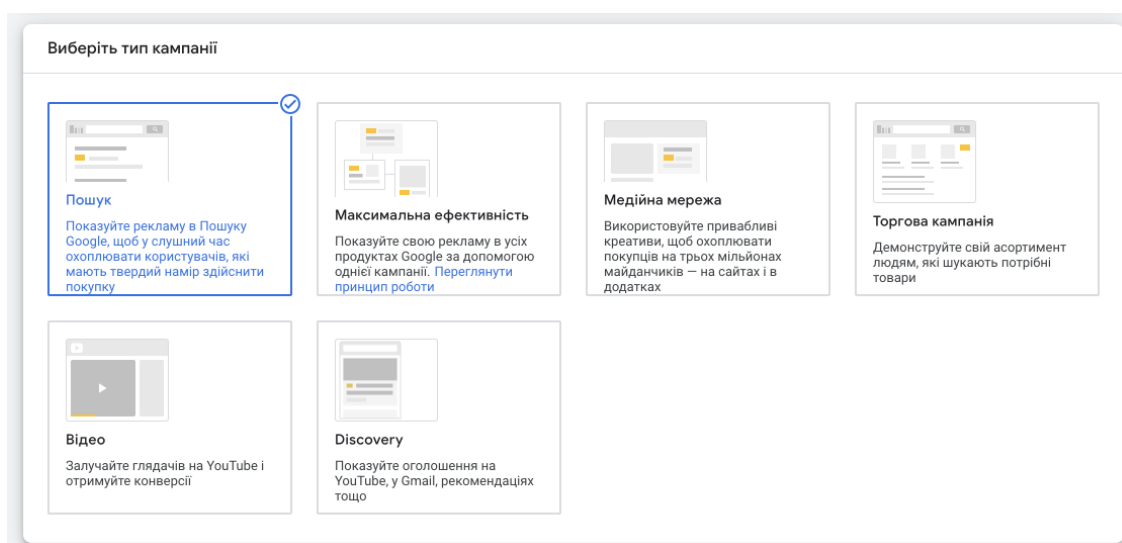 Виберіть тип кампанії
Пошук
Показуйте рекламу в Пошуку
Google, щоб у слушний час
охоплювати користувачів, які
мають твердий намір здійснити
покупку
Максимальна ефективність
Показуйте свою рекламу в усіх
продуктах Google за допомогою
однієї кампанії. Переглянути
принцип роботи
Медійна мережа
Використовуйте привабливі
креативи, щоб охоплювати
покупців на трьох мільйонах
майданчиків — на сайтах і в
додатках
Торгова кампанія
Демонструйте свій асортимент
людям, які шукають потрібні
товари
Відео
Залучайте глядачів на YouTube і
отримуйте конверсії
Discovery
Показуйте оголошення на
YouTube, у Gmail, рекомендаціях
тощо